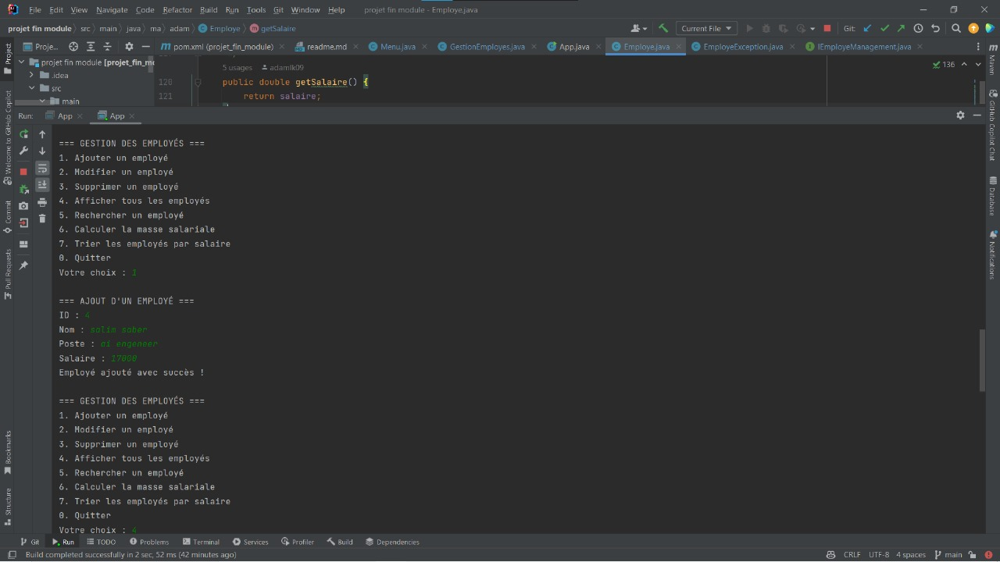 File Edit View Navigate Code Refactor Build Run Tools Git Window Help projet fin module - Employe.java
projet fin module src main java ma adam Employe getSalaire Current File Git:
Proje... pom.xml (projet_fin_module) readme.md Menu.java GestionEmployes.java App.java Employe.java EmployeException.java IEmployeManagement.java
projet fin module [projet_fin_mo
.idea
src
main
5 usages adamlk09
136
120 public double getSalaire() {
121 return salaire;
Run: App App
=== GESTION DES EMPLOYÉS ===
1. Ajouter un employé
2. Modifier un employé
3. Supprimer un employé
4. Afficher tous les employés
5. Rechercher un employé
6. Calculer la masse salariale
7. Trier les employés par salaire
0. Quitter
Votre choix : 1
=== AJOUT D'UN EMPLOYÉ ===
ID : 4
Nom : salim saber
Poste : ai engeneer
Salaire : 17000
Employé ajouté avec succès !
=== GESTION DES EMPLOYÉS ===
1. Ajouter un employé
2. Modifier un employé
3. Supprimer un employé
4. Afficher tous les employés
5. Rechercher un employé
6. Calculer la masse salariale
7. Trier les employés par salaire
0. Quitter
Votre choix : 4
Project
Welcome to GitHub Copilot
Commit
Pull Requests
Bookmarks
Structure
Maven
GitHub Copilot Chat
Database
Notifications
Git Run TODO Problems Terminal Services Profiler Build Dependencies
Build completed successfully in 2 sec, 52 ms (42 minutes ago) CRLF UTF-8 4 spaces main